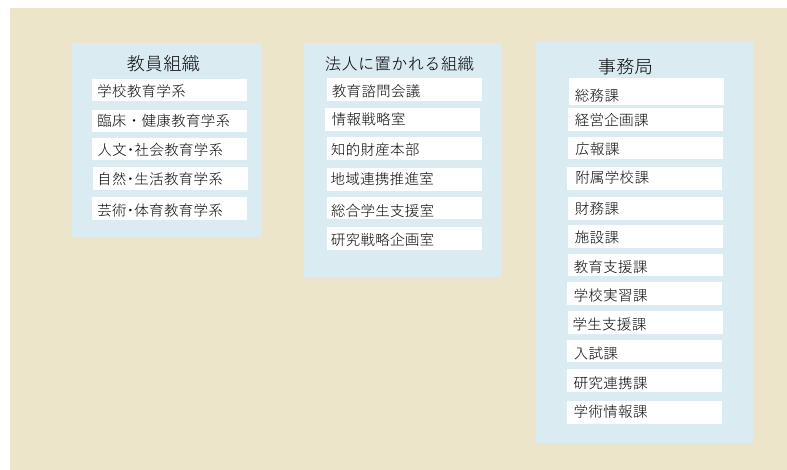 教員組織
学校教育学系
臨床・健康教育学系
人文･社会教育学系
自然･生活教育学系
芸術･体育教育学系
法人に置かれる組織
教育諮問会議
情報戦略室
知的財産本部
地域連携推進室
総合学生支援室
研究戦略企画室
事務局
総務課
経営企画課
広報課
附属学校課
財務課
施設課
教育支援課
学校実習課
学生支援課
入試課
研究連携課
学術情報課